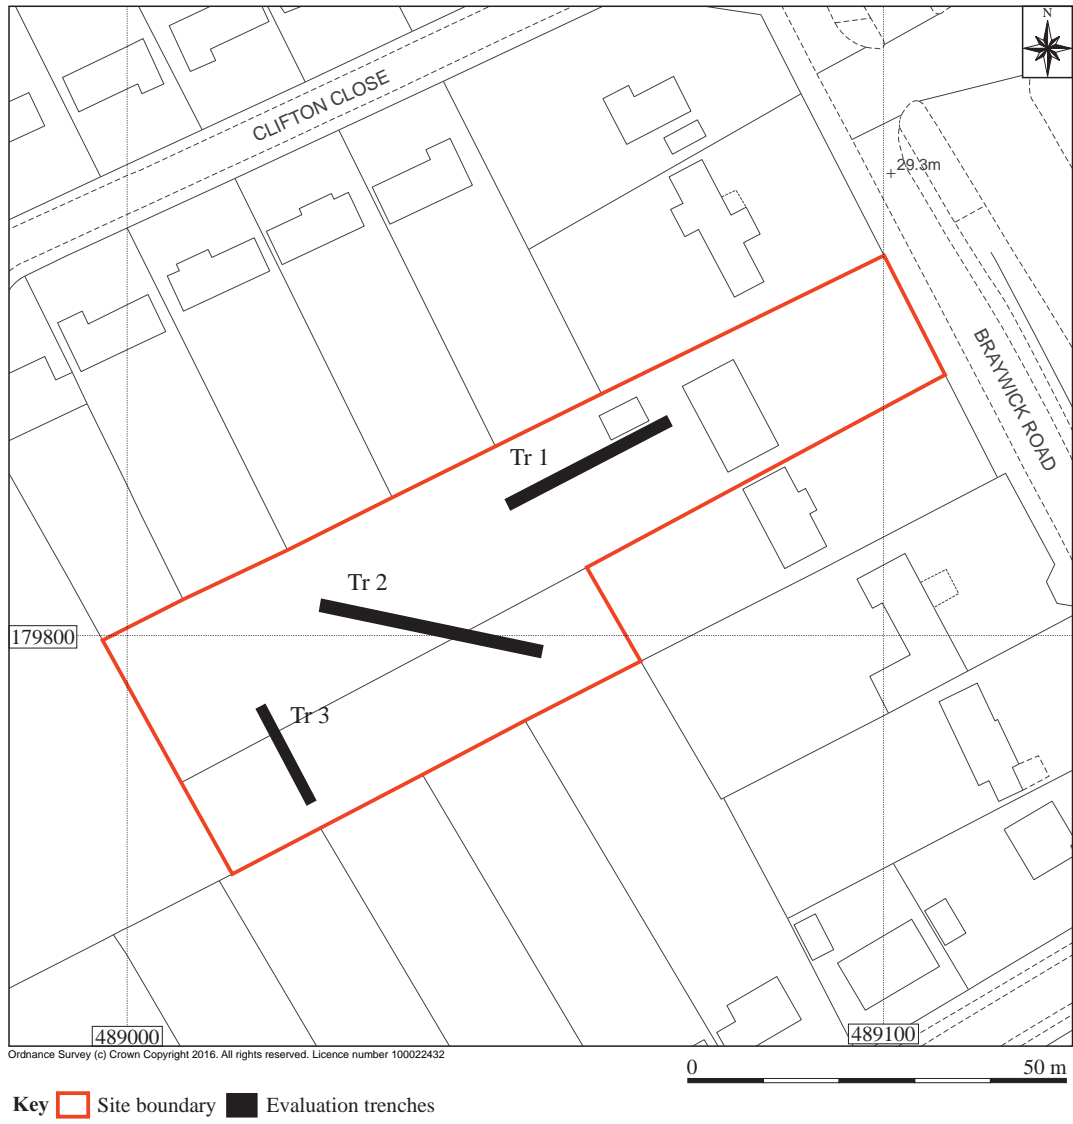 N
CLIFTON CLOSE
29.3m
BRAYWICK ROAD
Tr 1
Tr 2
179800
Tr 3
489000
489100
Ordnance Survey (c) Crown Copyright 2016. All rights reserved. Licence number 100022432
0 50 m
Key Site boundary Evaluation trenches